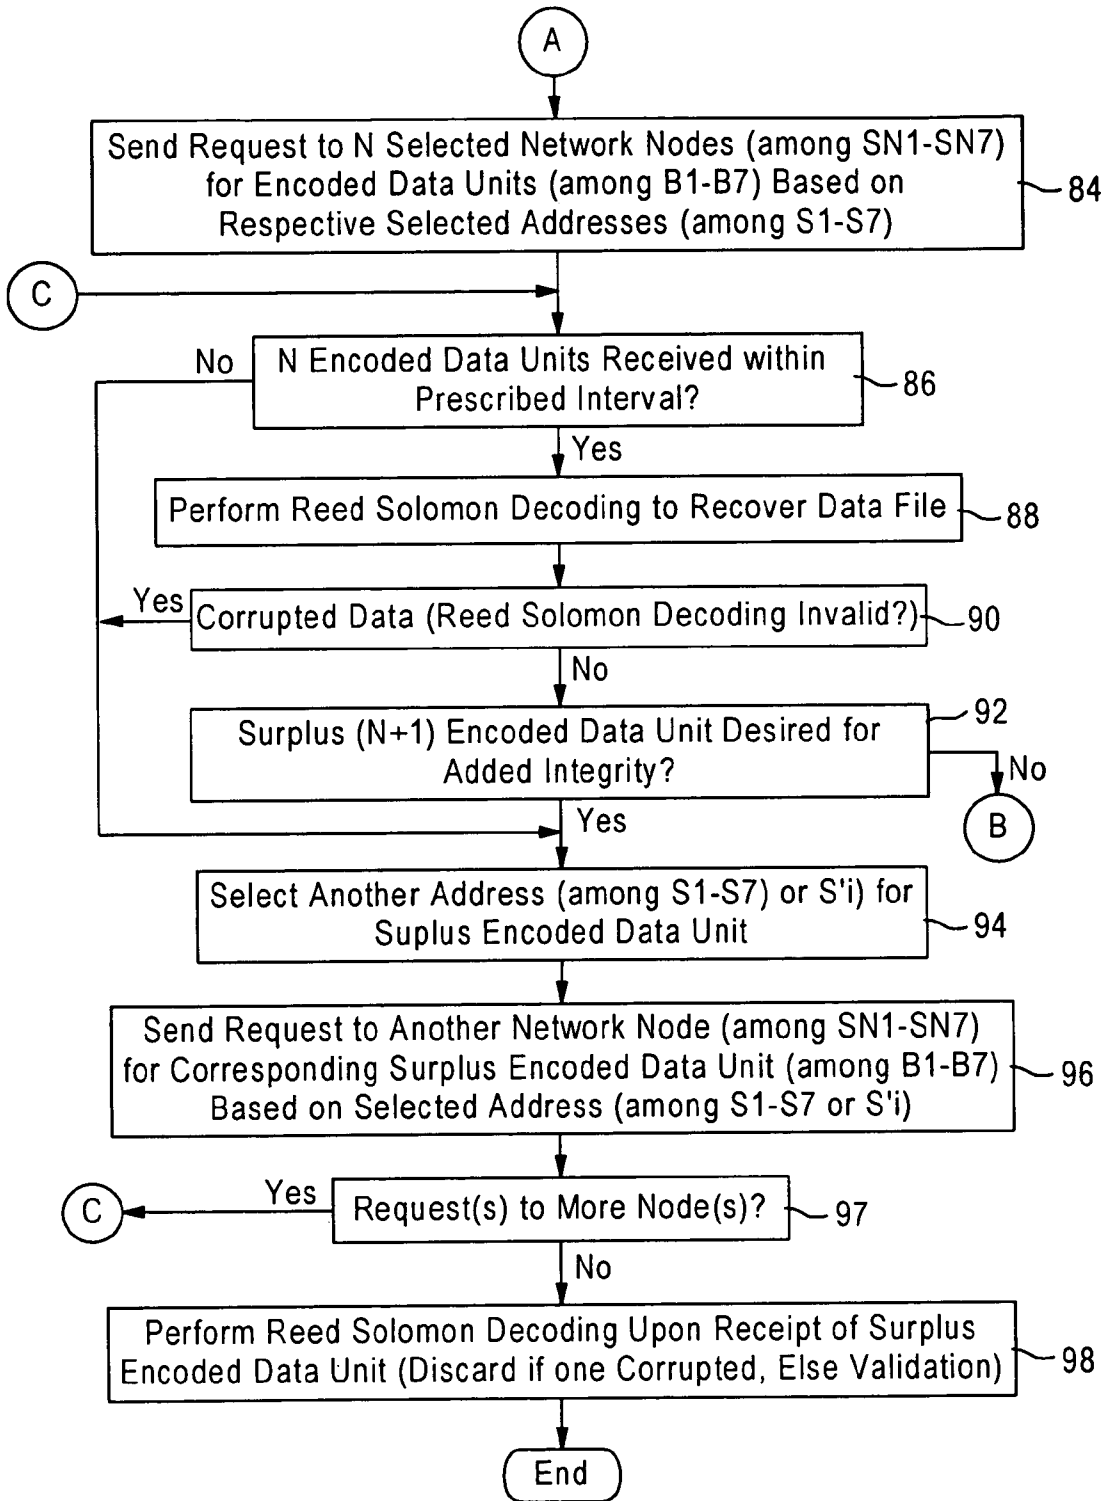 A
Send Request to N Selected Network Nodes (among SN1-SN7)
for Encoded Data Units (among B1-B7) Based on
Respective Selected Addresses (among S1-S7)
84
C
No
N Encoded Data Units Received within
Prescribed Interval?
86
Yes
Perform Reed Solomon Decoding to Recover Data File
88
Yes
Corrupted Data (Reed Solomon Decoding Invalid?)
90
No
92
Surplus (N+1) Encoded Data Unit Desired for
Added Integrity?
No
B
Yes
Select Another Address (among S1-S7) or S'i) for
Suplus Encoded Data Unit
94
Send Request to Another Network Node (among SN1-SN7)
for Corresponding Surplus Encoded Data Unit (among B1-B7)
Based on Selected Address (among S1-S7 or S'i)
96
Yes
C
Request(s) to More Node(s)?
97
No
Perform Reed Solomon Decoding Upon Receipt of Surplus
Encoded Data Unit (Discard if one Corrupted, Else Validation)
98
End